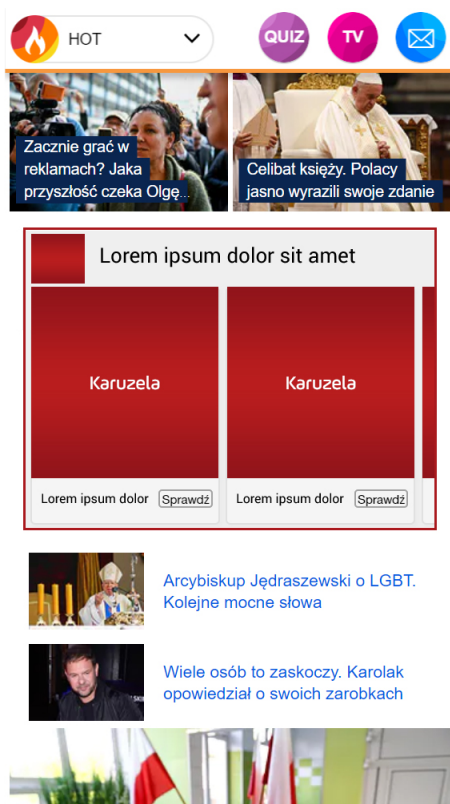 HOT
QUIZ
TV
Zacznie grać w
reklamach? Jaka
przyszłość czeka Olgę...
Celibat księży. Polacy
jasno wyrazili swoje zdanie
Lorem ipsum dolor sit amet
Karuzela
Karuzela
Lorem ipsum dolor
Sprawdź
Lorem ipsum dolor
Sprawdź
Arcybiskup Jędraszewski o LGBT.
Kolejne mocne słowa
Wiele osób to zaskoczy. Karolak
opowiedział o swoich zarobkach